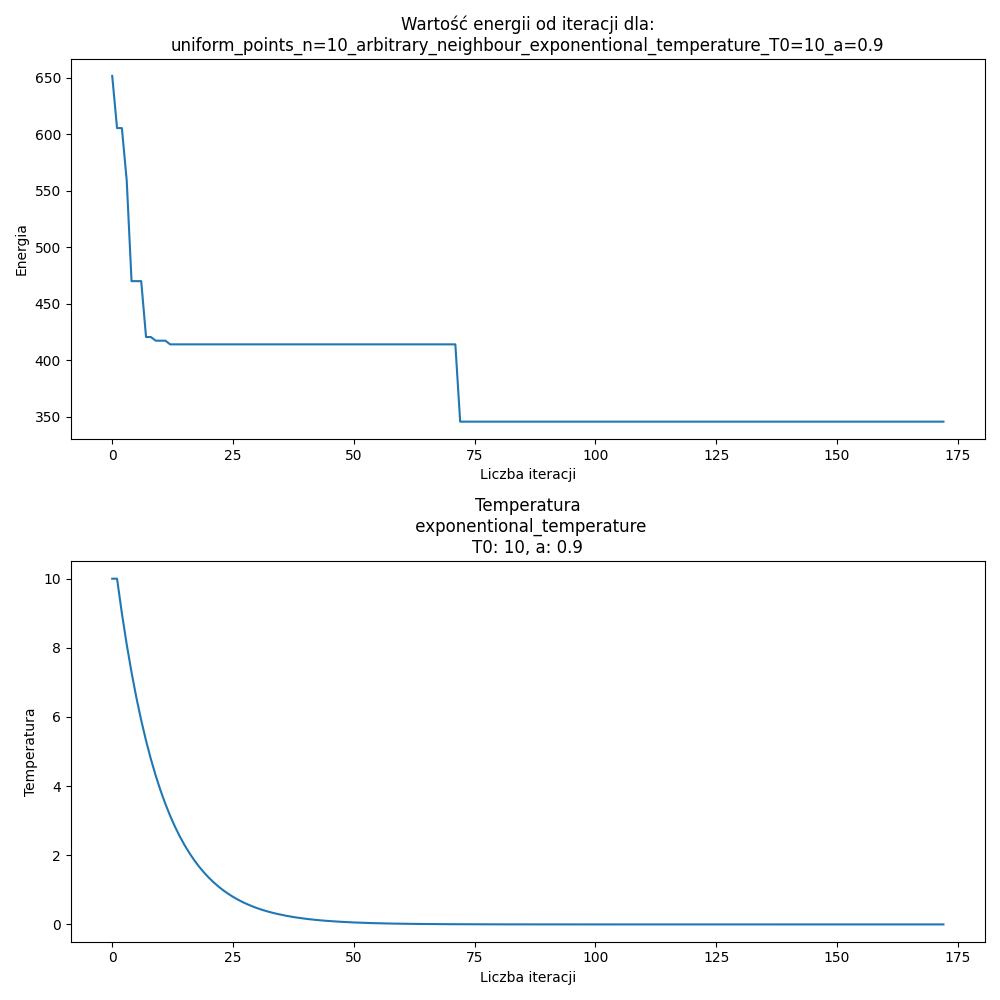 Wartość energii od iteracji dla:
uniform_points_n=10_arbitrary_neighbour_exponentional_temperature_T0=10_a=0.9
650
600
550
500
450
400
350
Energia
0 25 50 75 100 125 150 175
Liczba iteracji
Temperatura
exponentional_temperature
T0: 10, a: 0.9
10
8
6
4
2
0
Temperatura
0 25 50 75 100 125 150 175
Liczba iteracji